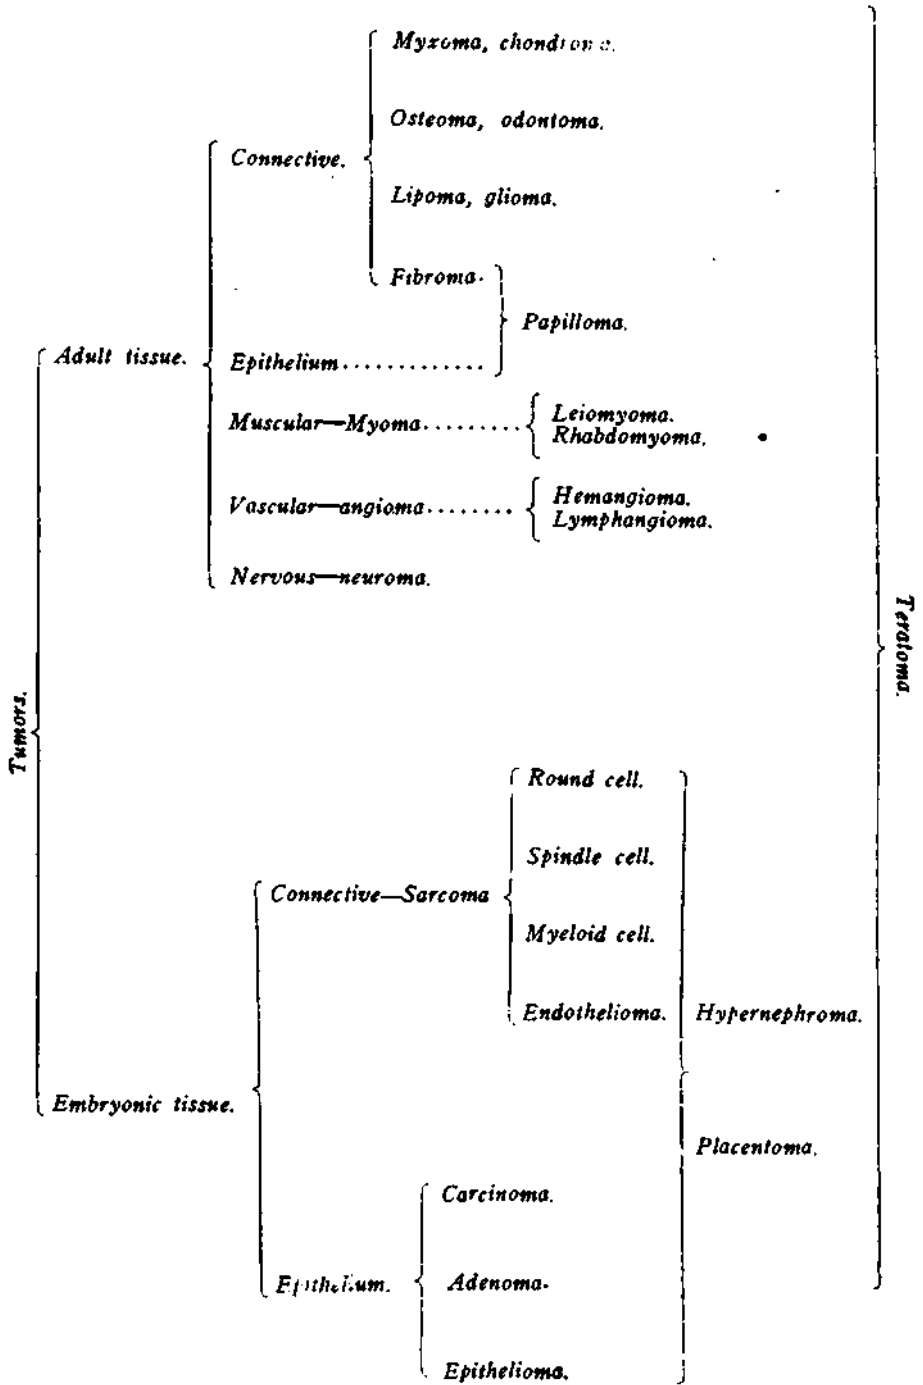 Myxoma, chondroma.
Osteoma, odontoma.
Connective.
Lipoma, glioma.
Fibroma.
Papilloma.
Adult tissue.
Epithelium.............
Muscular—Myoma.........
Leiomyoma.
Rhabdomyoma.
Vascular—angioma........
Hemangioma.
Lymphangioma.
Nervous—neuroma.
Teratoma.
Tumors.
Round cell.
Spindle cell.
Connective—Sarcoma
Myeloid cell.
Endothelioma.
Hypernephroma.
Embryonic tissue.
Placentoma.
Carcinoma.
Epithelium.
Adenoma.
Epithelioma.